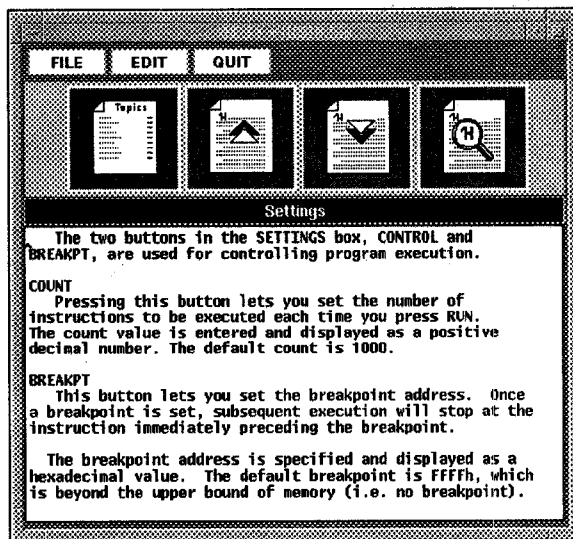 FILE EDIT QUIT
Topics
Settings
The two buttons in the SETTINGS box, CONTROL and
BREAKPT, are used for controlling program execution.
COUNT
Pressing this button lets you set the number of
instructions to be executed each time you press RUN.
The count value is entered and displayed as a positive
decimal number. The default count is 1000.
BREAKPT
This button lets you set the breakpoint address. Once
a breakpoint is set, subsequent execution will stop at the
instruction immediately preceding the breakpoint.
The breakpoint address is specified and displayed as a
hexadecimal value. The default breakpoint is FFFFh, which
is beyond the upper bound of memory (i.e. no breakpoint).